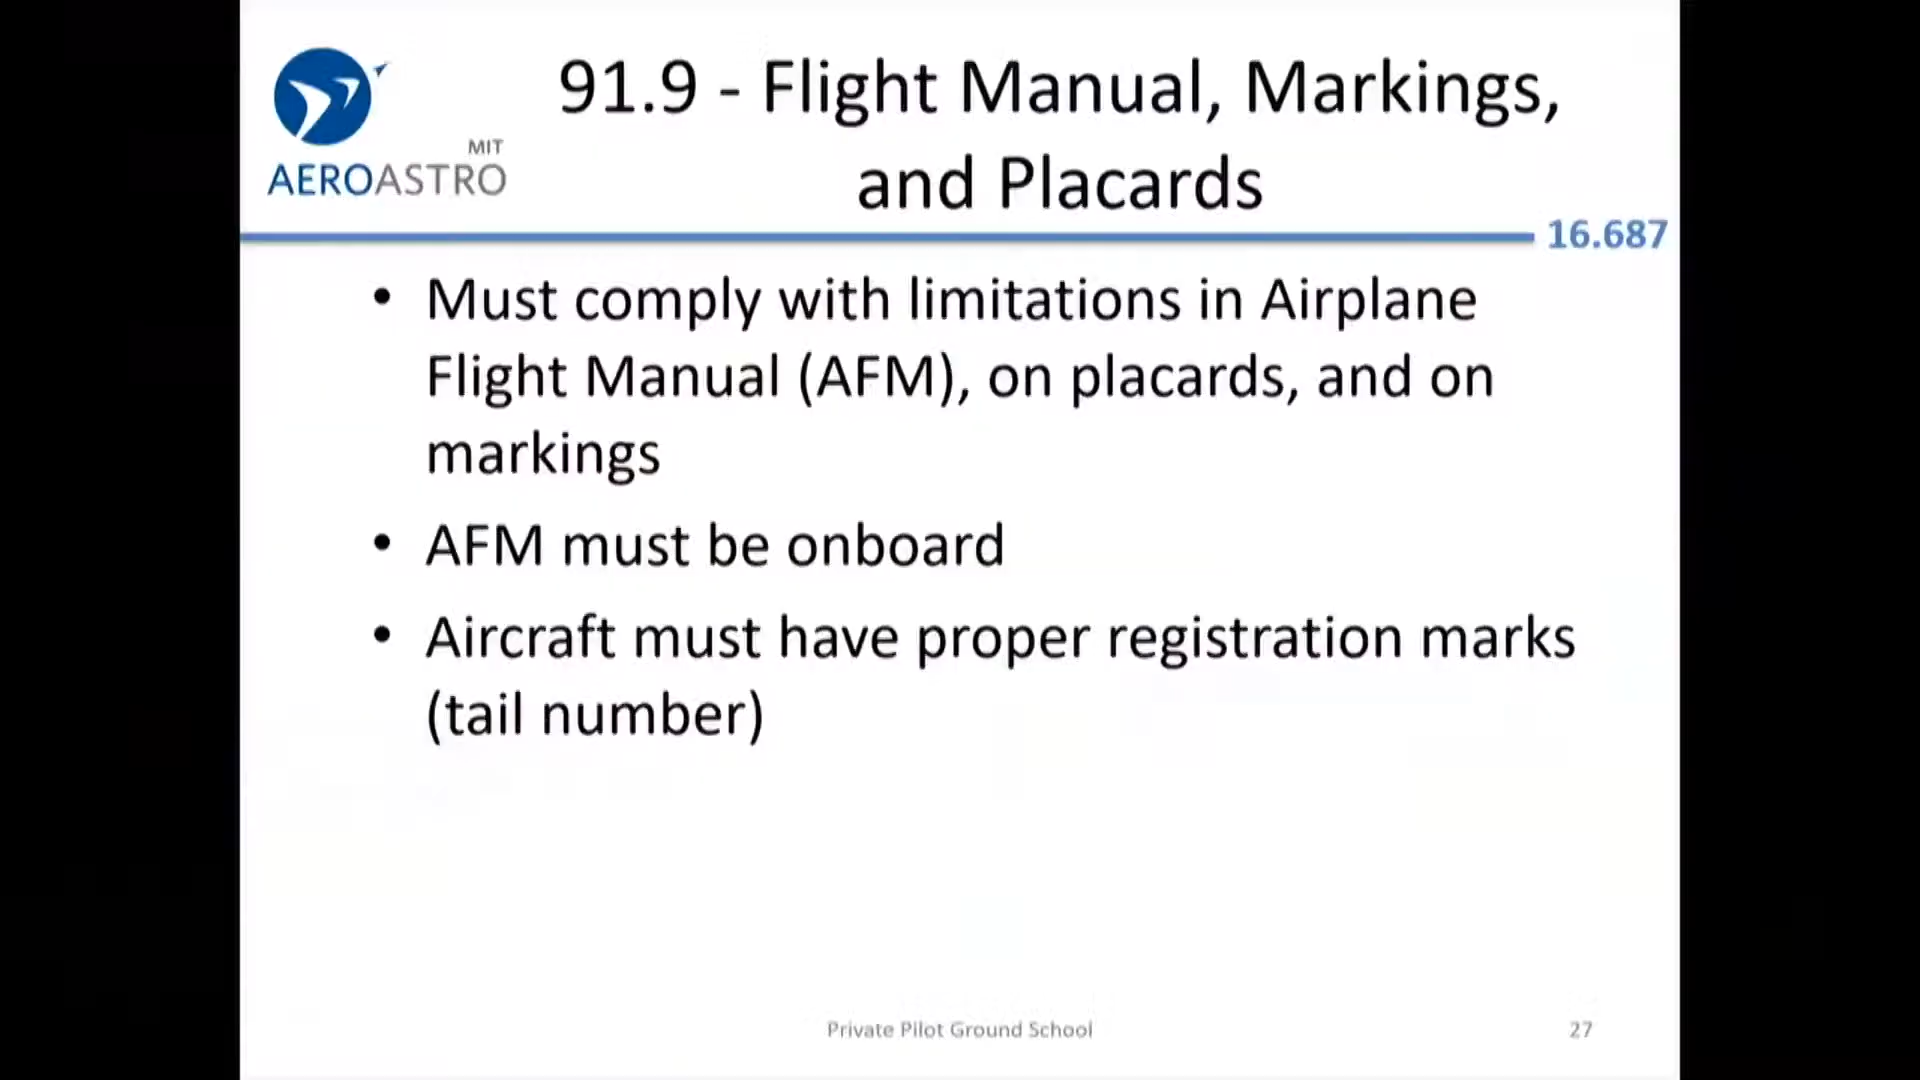 91.9 - Flight Manual, Markings,
and Placards
MIT
AEROASTRO
16.687
• Must comply with limitations in Airplane
Flight Manual (AFM), on placards, and on
markings
• AFM must be onboard
• Aircraft must have proper registration marks
(tail number)
Private Pilot Ground School
27